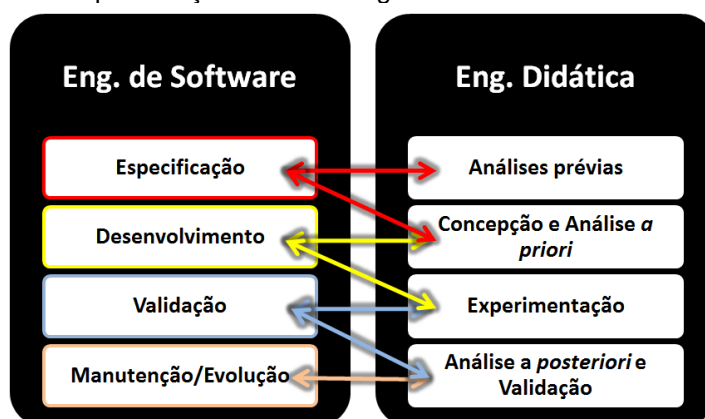 Eng. de Software
Eng. Didática
Especificação
Análises prévias
Desenvolvimento
Concepção e Análise a
priori
Validação
Experimentação
Manutenção/Evolução
Análise a posteriori e
Validação